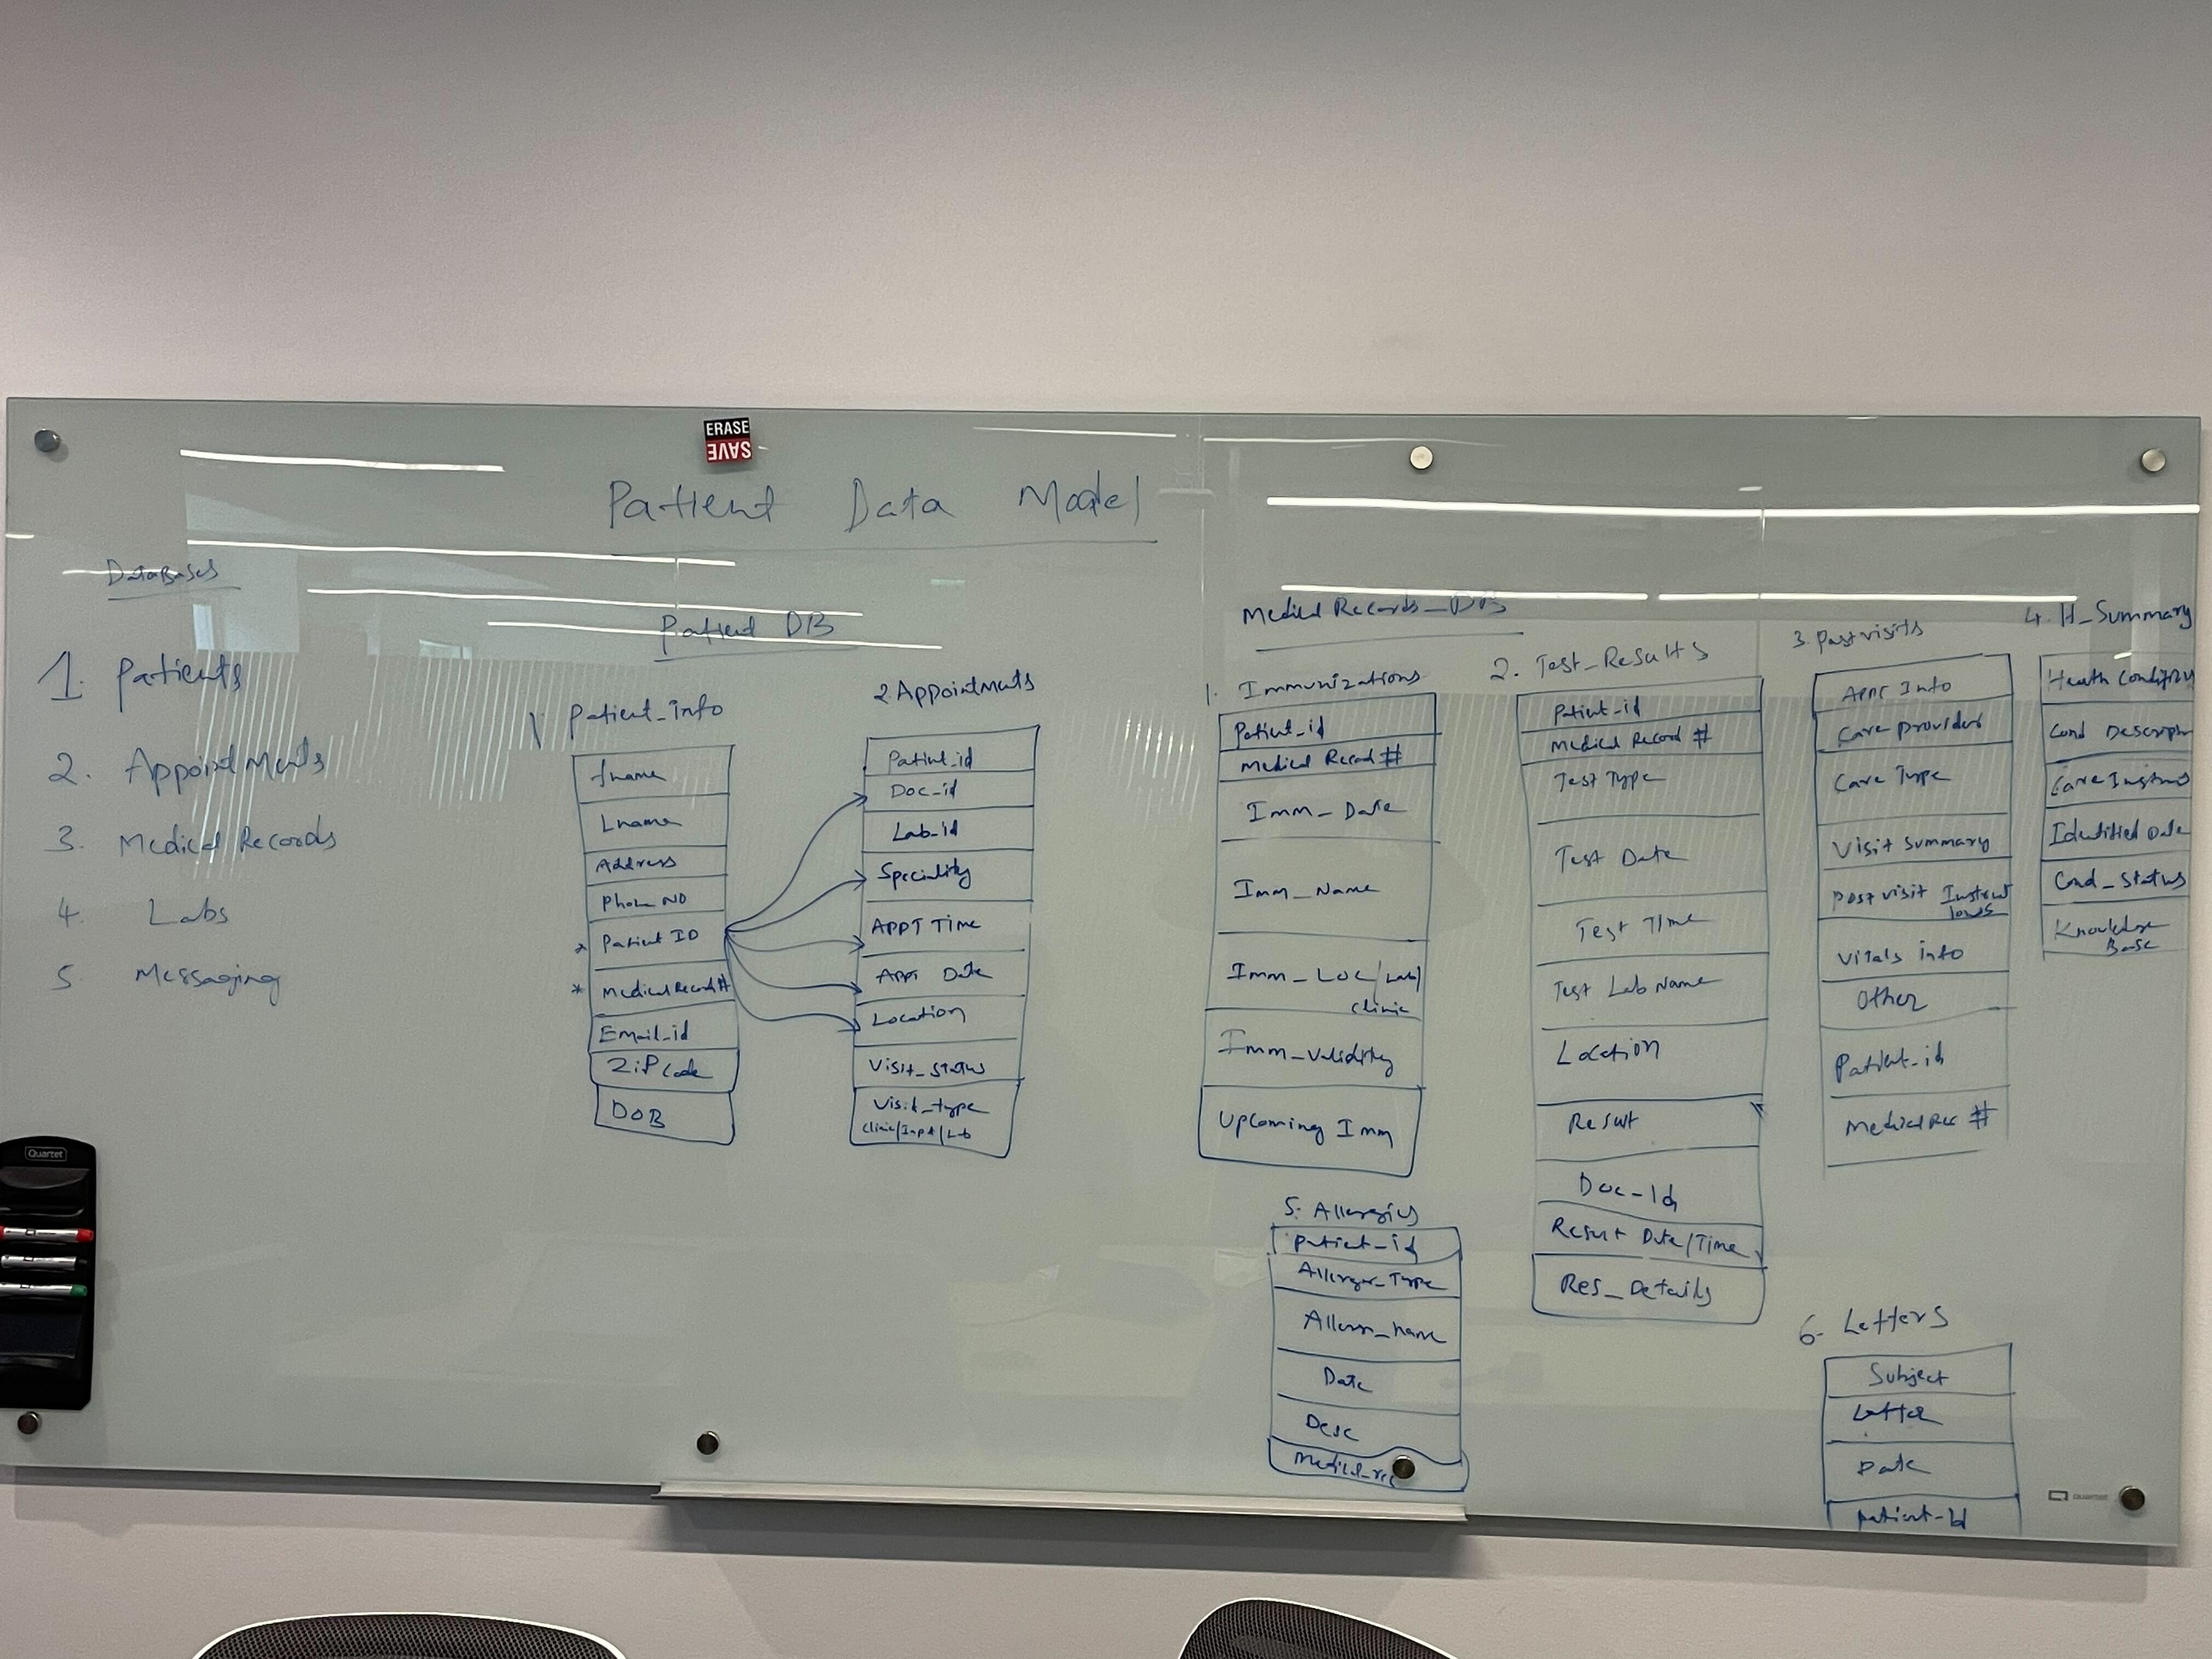 ERASE
SAVE
Patient Data Model
DataBases
1. Patients
2. Appointments
3. Medical Records
4. Labs
5. Messaging
Patient DB
1 Patient_info
fname
Lname
Address
Phone NO
* Patient ID
* Medical Record #
Email_id
ZiP Code
DOB
2 Appointments
Patient_id
Doc_id
Lab_id
Speciality
APPT TIME
Appt Date
Location
Visit_status
Visit_type
Clinic/Inpt/Lab
Medical Records_DB
1. Immunizations
Patient_id
Medical Record #
Imm_Date
Imm_Name
Imm_LOC/Lab/
Clinic
Imm_Validity
Upcoming Imm
2. Test_Results
Patient_id
Medical Record #
Test Type
Test Date
Test Time
Test Lab Name
Location
Result
Doc_Id
Result Date/Time
Res_Details
3. Past visits
Appt Info
Care Provider
Care Type
Visit Summary
Post visit Instruct
ions
Vitals info
Other
Patient_id
Medical Rec #
4. H_Summary
Health Condition
Cond Descriptn
Care Instruc
Identified Date
Cond_Status
Knowledge
Base
5. Allergies
Patient_id
Allergy_Type
Allergy_name
Date
Desc
Medical_rec
6. Letters
Subject
Letter
Date
patient_Id
Quartet
Quartet